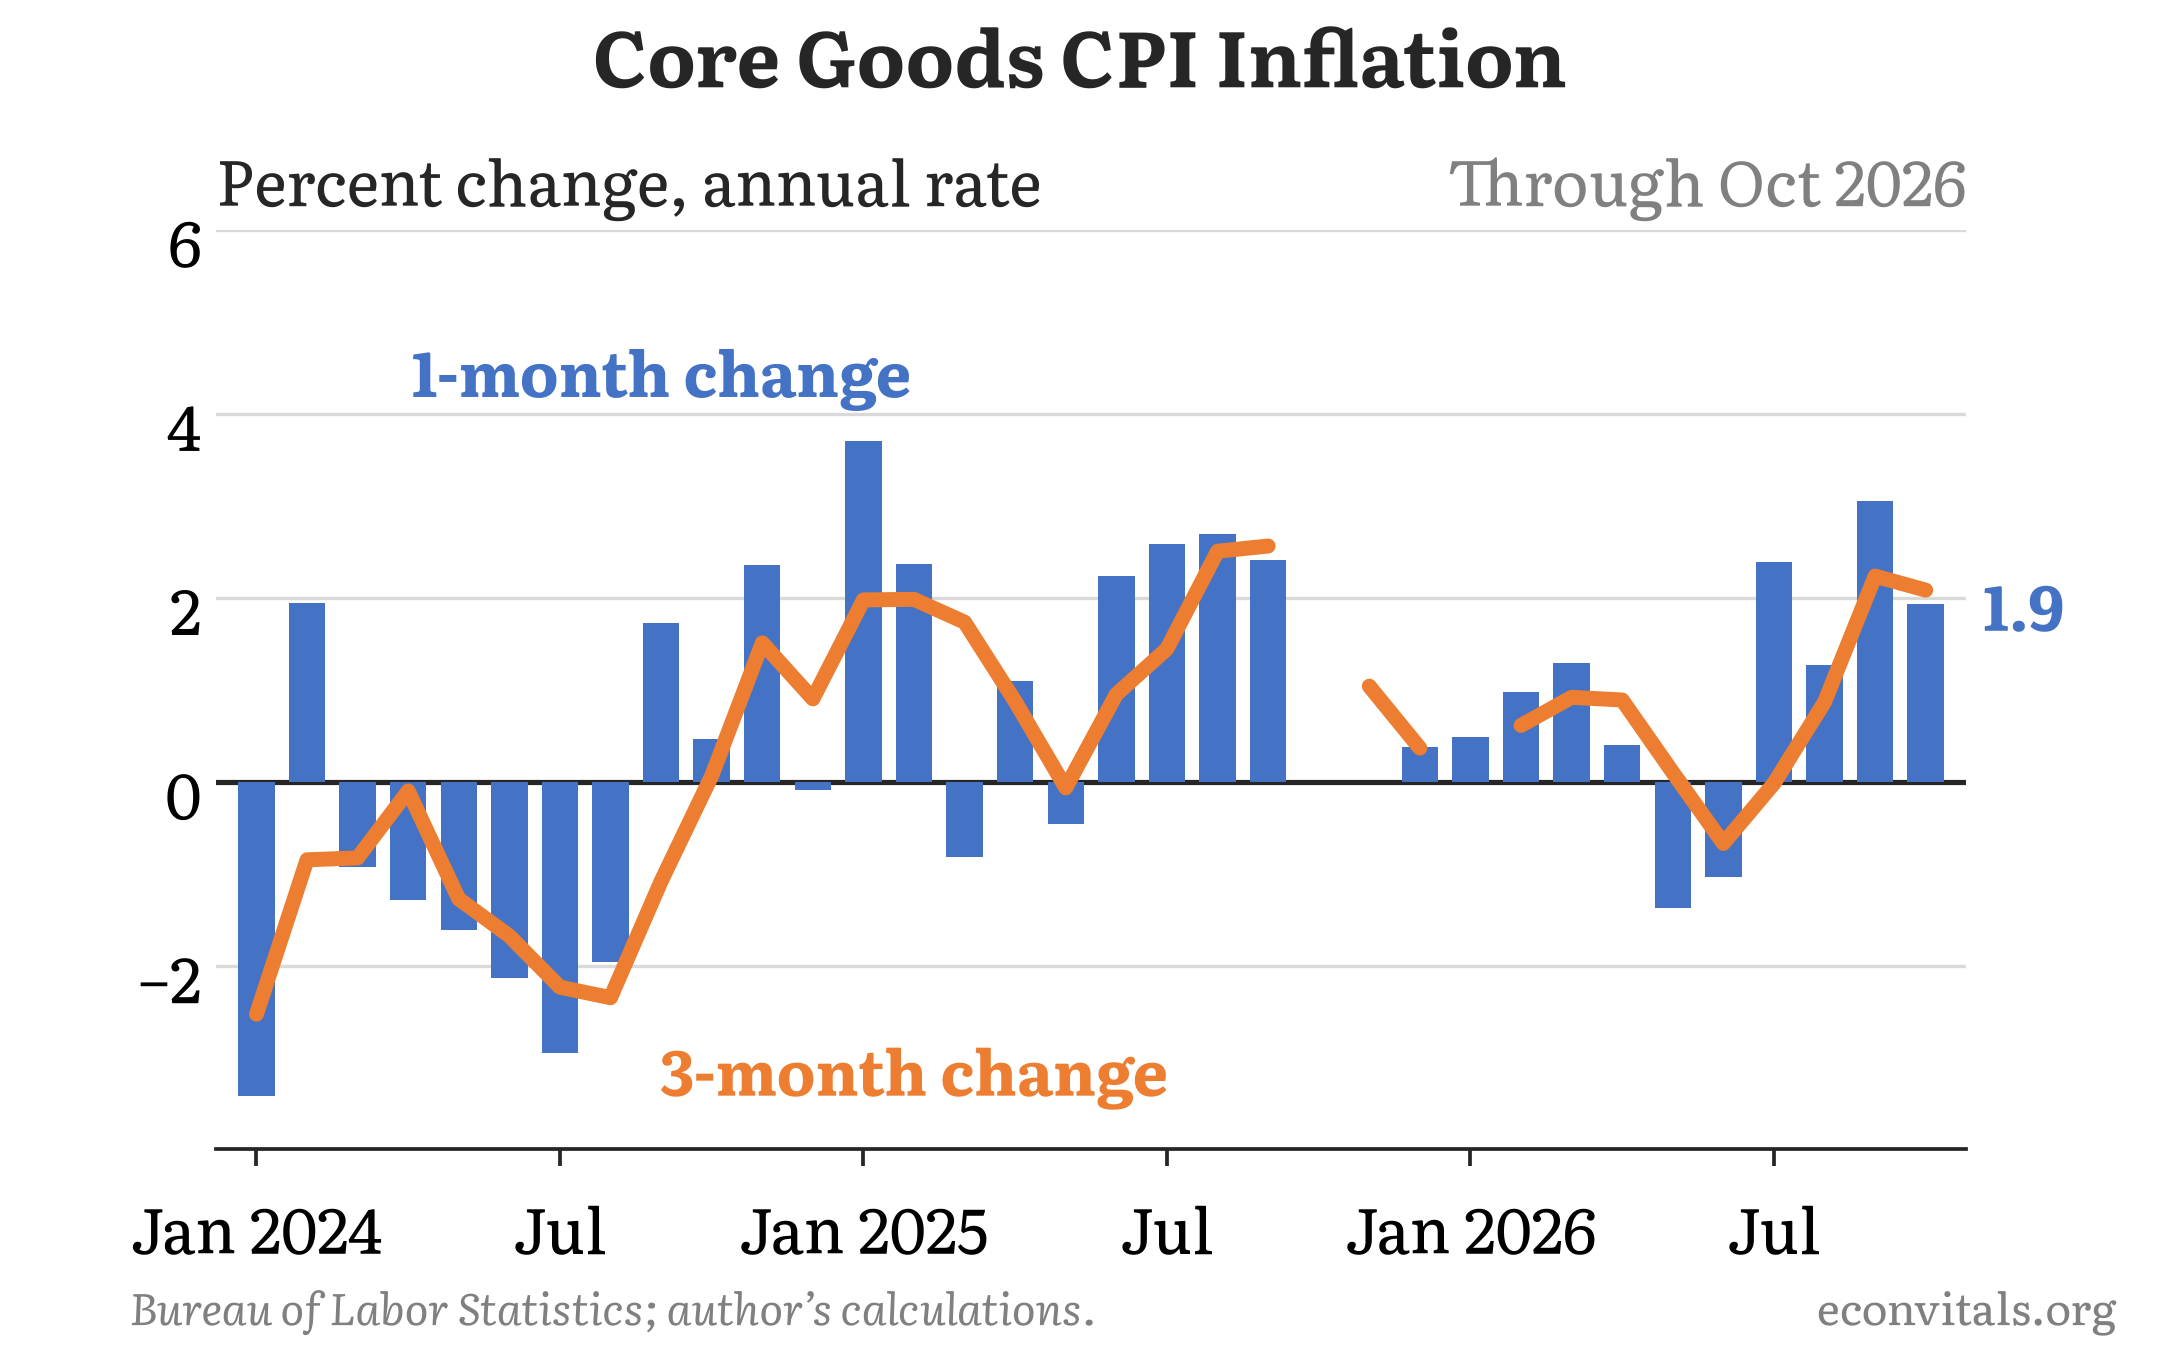 Core Goods CPI Inflation
Percent change, annual rate
Through Oct 2026
6
1-month change
4
2
1.9
0
−2
3-month change
Jan 2024 Jul Jan 2025 Jul Jan 2026 Jul
Bureau of Labor Statistics; author’s calculations.
econvitals.org